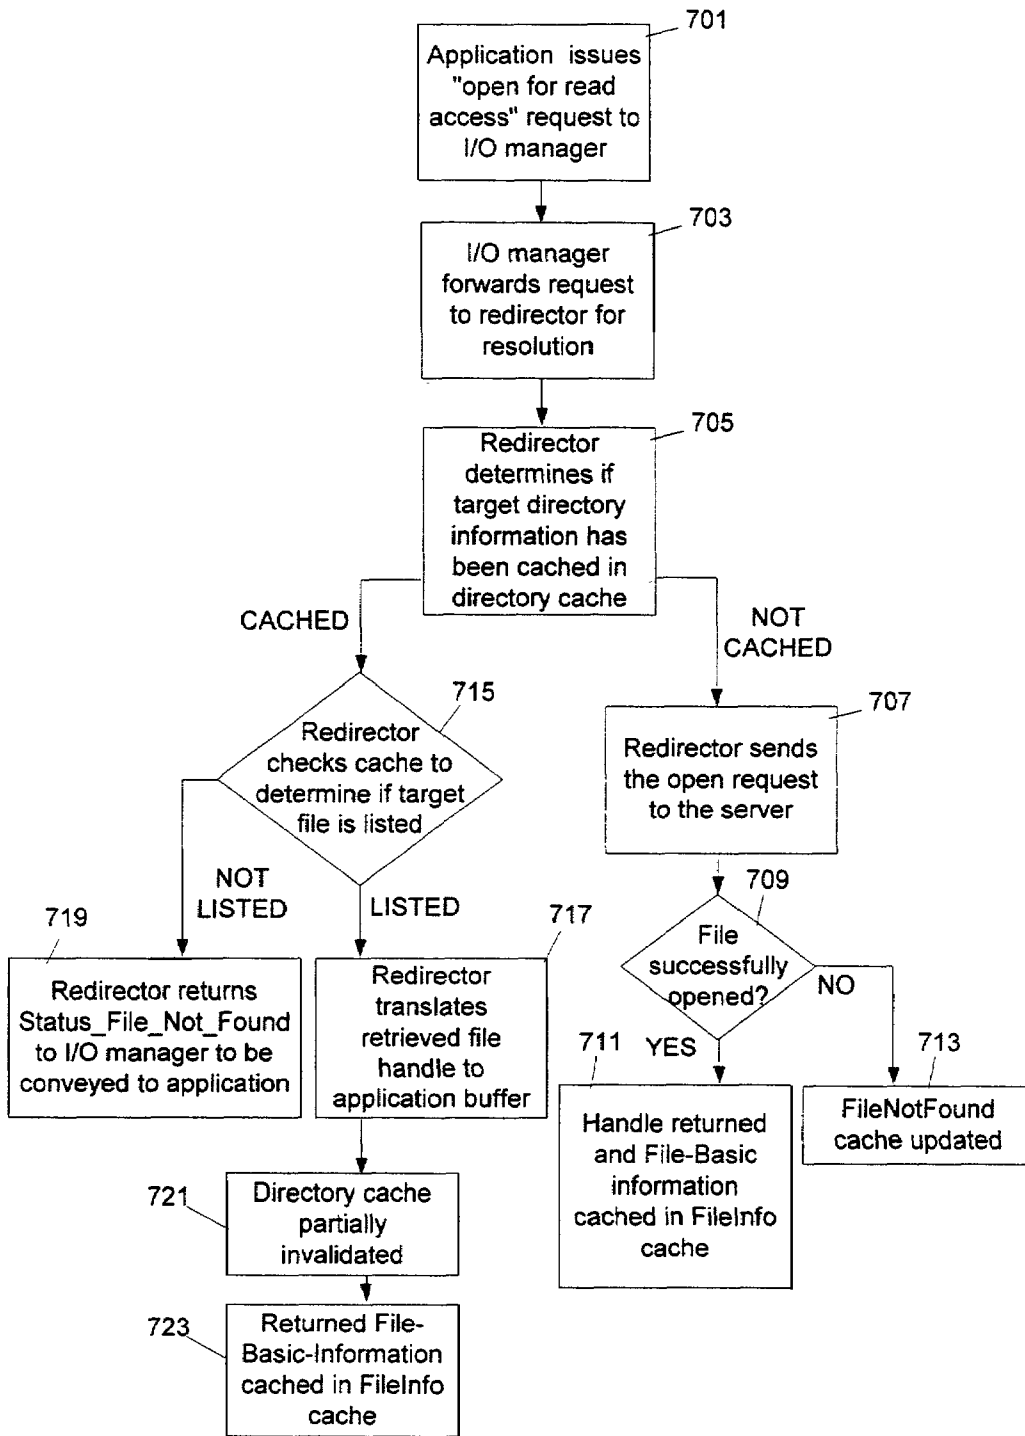 701
Application issues
"open for read
access" request to
I/O manager
703
I/O manager
forwards request
to redirector for
resolution
705
Redirector
determines if
target directory
information has
been cached in
directory cache
CACHED
NOT
CACHED
715
Redirector
checks cache to
determine if target
file is listed
707
Redirector sends
the open request
to the server
NOT
LISTED
LISTED
709
File
successfully
opened?
NO
YES
719
Redirector returns
Status_File_Not_Found
to I/O manager to be
conveyed to application
717
Redirector
translates
retrieved file
handle to
application buffer
711
Handle returned
and File-Basic
information
cached in FileInfo
cache
713
FileNotFound
cache updated
721
Directory cache
partially
invalidated
723
Returned File-
Basic-Information
cached in FileInfo
cache